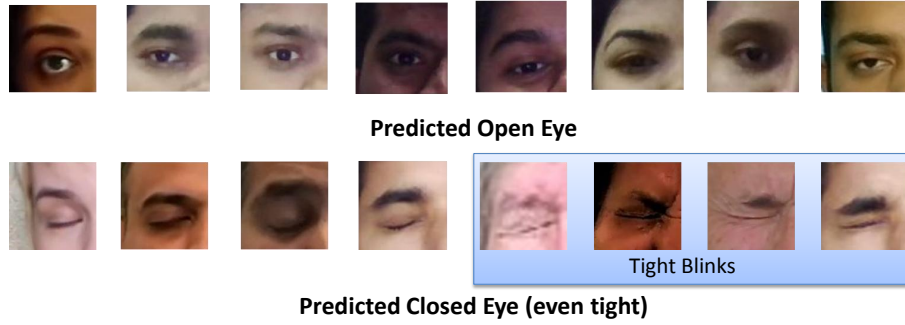 Predicted Open Eye
Tight Blinks
Predicted Closed Eye (even tight)